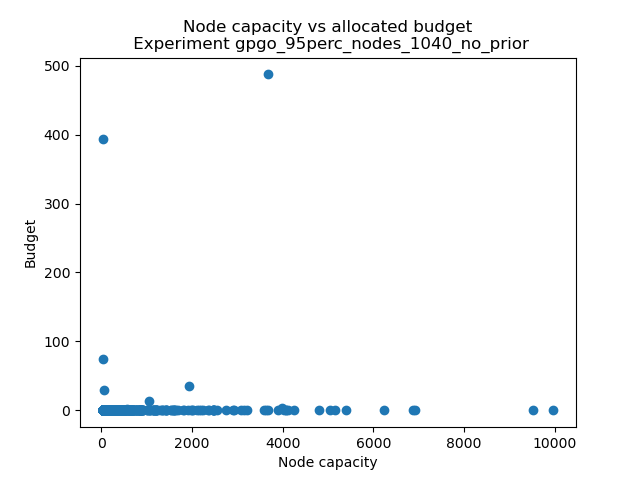 Node capacity vs allocated budget
Experiment gpgo_95perc_nodes_1040_no_prior
500
400
300
200
100
0
Budget
0 2000 4000 6000 8000 10000
Node capacity